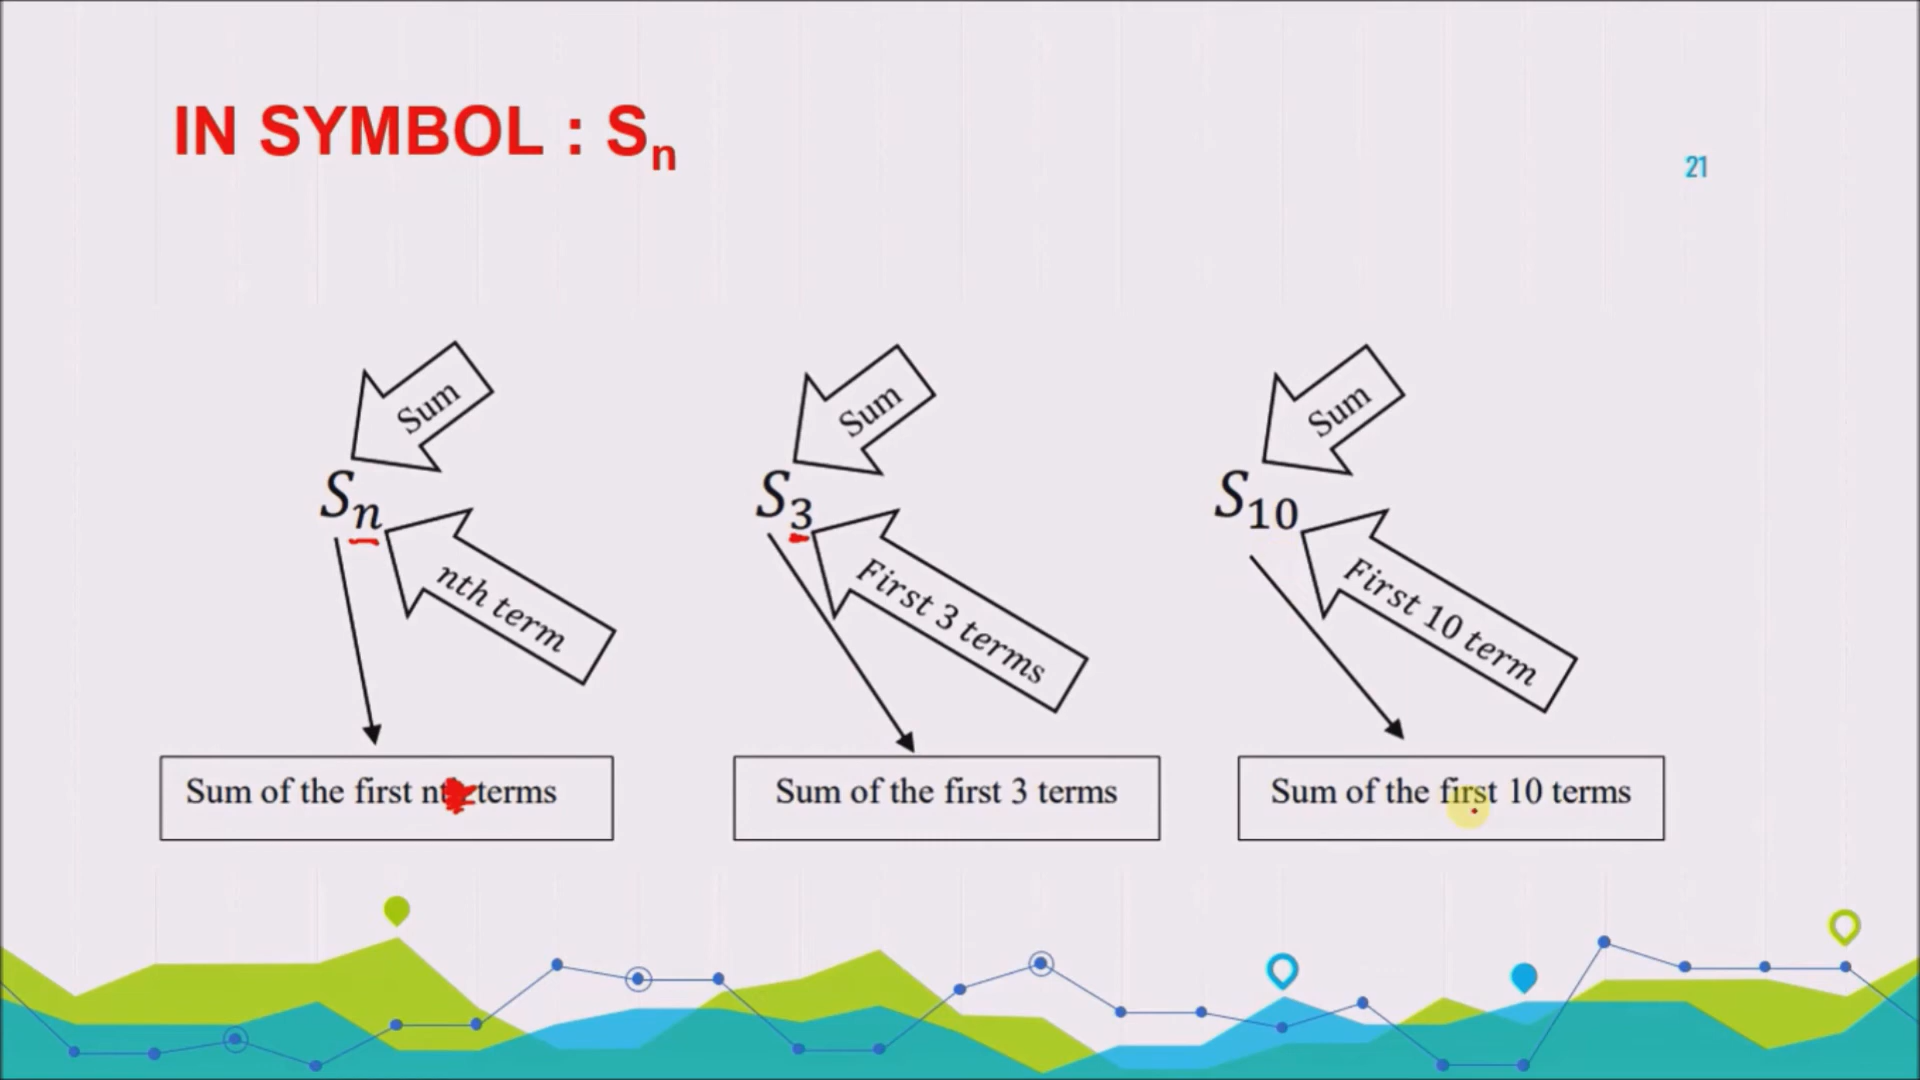 IN SYMBOL : Sn
21
Sum
Sum
Sum
Sn
S3
S10
nth term
First 3 terms
First 10 term
Sum of the first terms
Sum of the first 3 terms
Sum of the first 10 terms